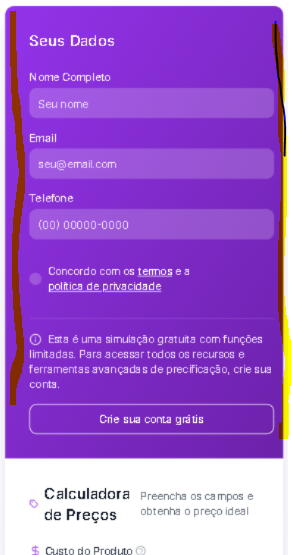 Seus Dados
Nome Completo
Seu nome
Email
seu@email.com
Telefone
(00) 00000-0000
Concordo com os termos e a
política de privacidade
Esta é uma simulação gratuita com funções
limitadas. Para acessar todos os recursos e
ferramentas avançadas de precificação, crie sua
conta.
Crie sua conta grátis
Calculadora
de Preços
Preencha os campos e
obtenha o preço ideal
$ Custo do Produto ?